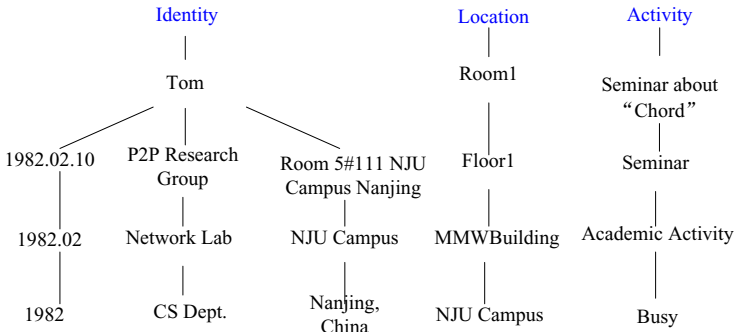 Identity
Location
Activity
Tom
Room1
Seminar about
“Chord”
1982.02.10
P2P Research
Group
Room 5#111 NJU
Campus Nanjing
Floor1
Seminar
1982.02
Network Lab
NJU Campus
MMWBuilding
Academic Activity
1982
CS Dept.
Nanjing,
China
NJU Campus
Busy